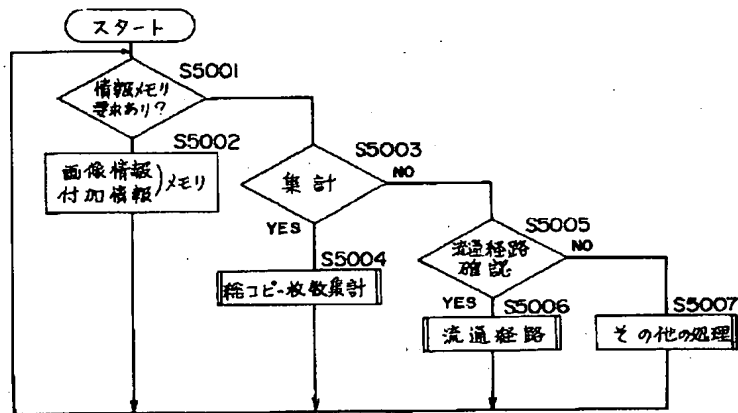 スタート
S5001
情報メモリ
要求あり?
S5002
画像情報
付加情報)メモリ
S5003
集計
NO
YES
S5004
総コピー枚数集計
S5005
流通経路
確認
NO
YES
S5006
流通経路
S5007
その他の処理